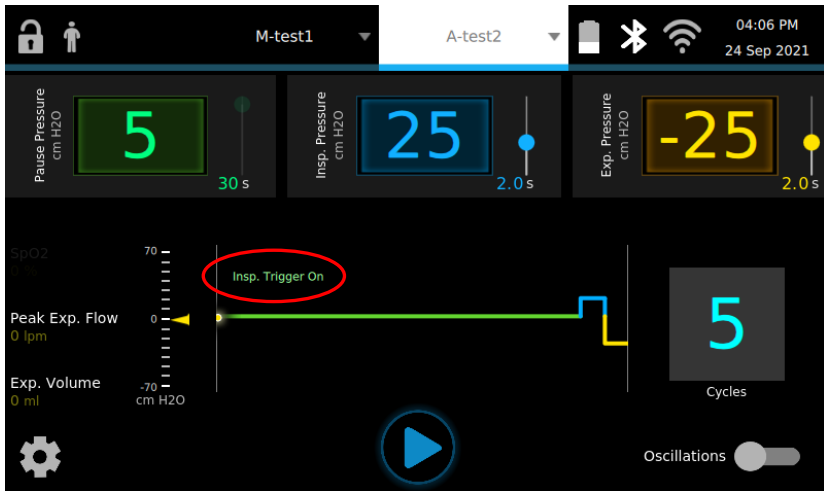 M-test1
A-test2
04:06 PM
24 Sep 2021
Pause Pressure
cm H2O
5
30 s
Insp. Pressure
cm H2O
25
2.0 s
Exp. Pressure
cm H2O
-25
2.0 s
SpO2
70
Insp. Trigger On
Peak Exp. Flow
0 lpm
0
Exp. Volume
0 ml
-70
cm H2O
5
Cycles
Oscillations